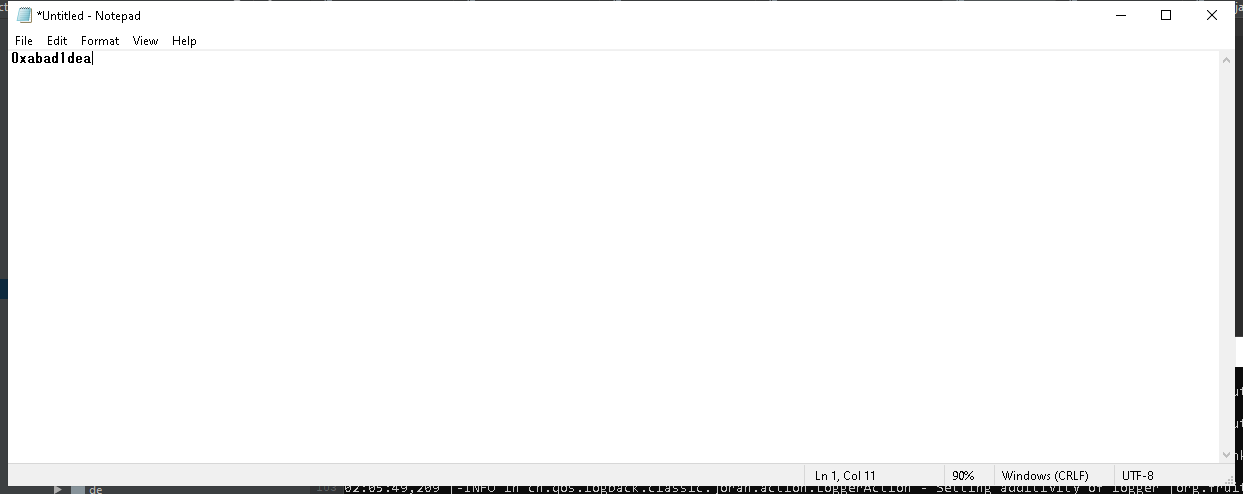 *Untitled - Notepad
File Edit Format View Help
0xabad1dea
Ln 1, Col 11 90% Windows (CRLF) UTF-8
de 02:05:49,209 |-INFO in ch.qos.logback.classic.joran.action.LoggerAction - Setting additivity of logger [org.fruit